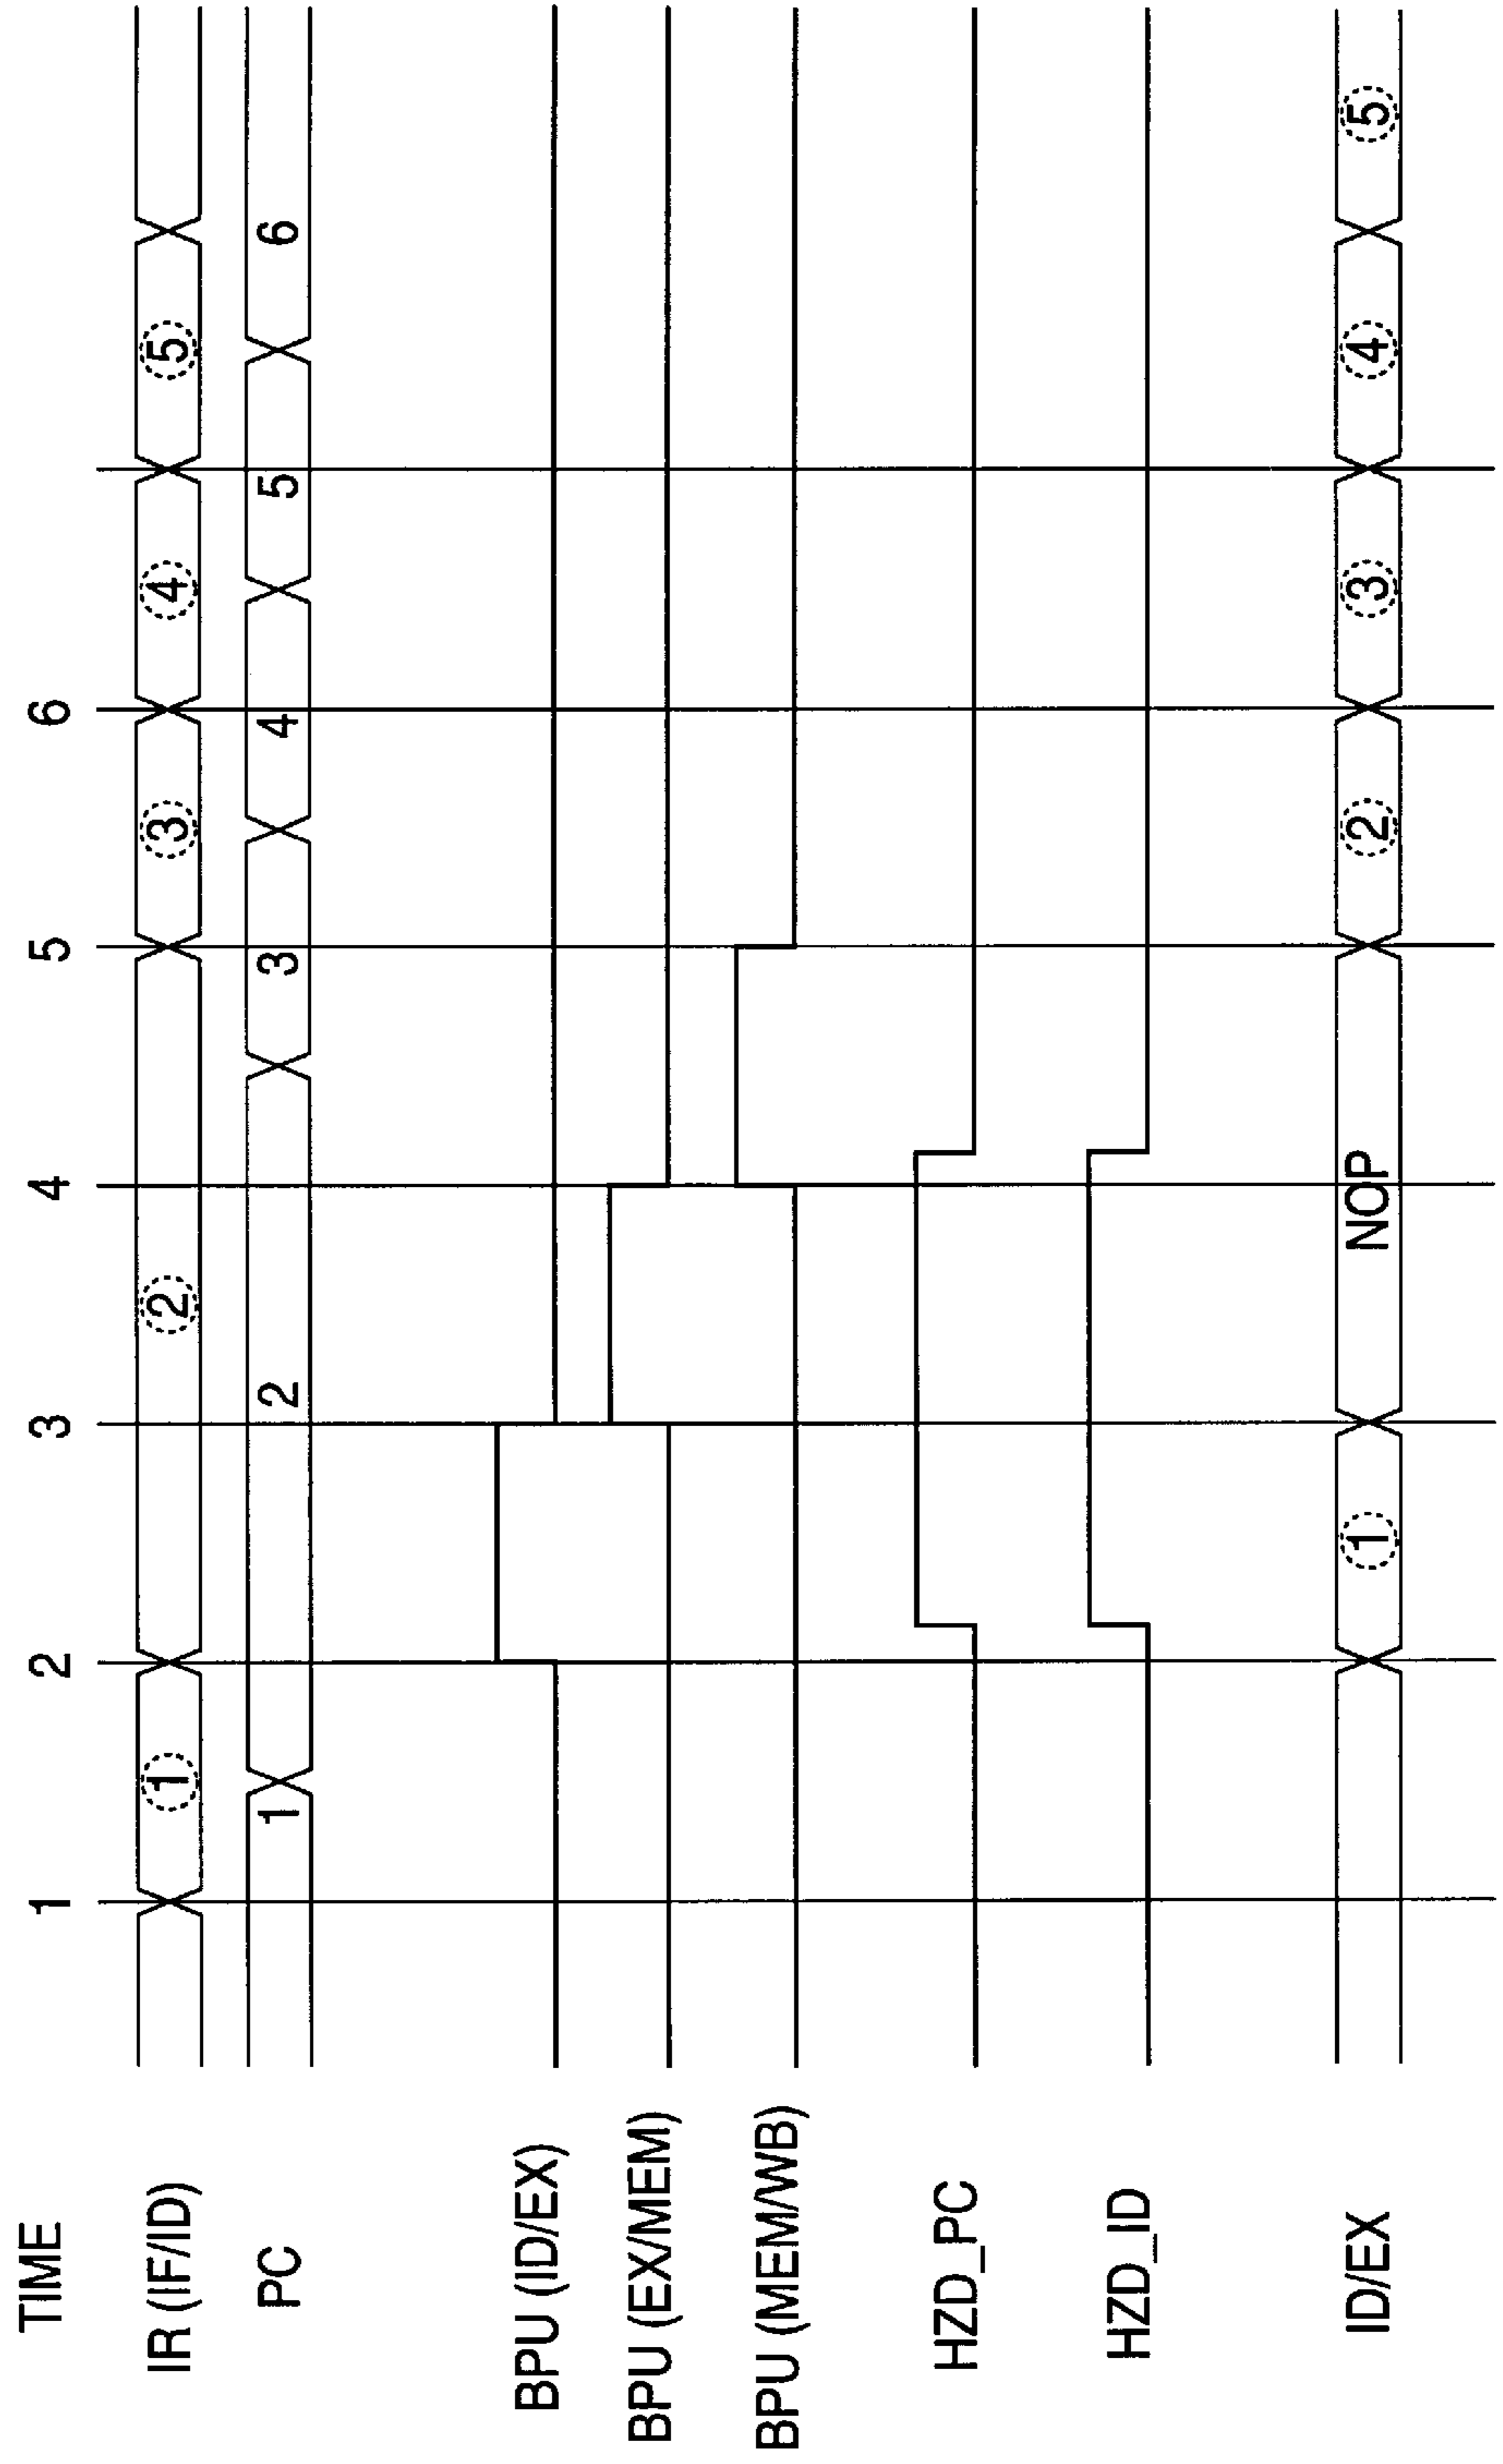 TIME 1 2 3 4 5 6
IR (IF/ID) 1 2 3 4 5
PC 1 2 3 4 5 6
BPU (ID/EX)
BPU (EX/MEM)
BPU (MEM/WB)
HZD_PC
HZD_ID
ID/EX 1 NOP 2 3 4 5